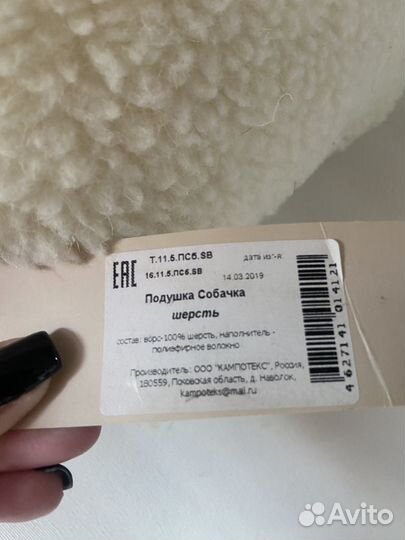 EAC
Т.11.5.ПСб.SB
16.11.5.ПСб.SB
дата изг-я:
14.03.2019
Подушка Собачка
шерсть
состав: ворс-100% шерсть, наполнитель -
полиэфирное волокно
Производитель: ООО "КАМПОТЕКС", Россия,
180559, Псковская область, д. Наволок,
kampoteks@mail.ru
4 627141 014121
Avito